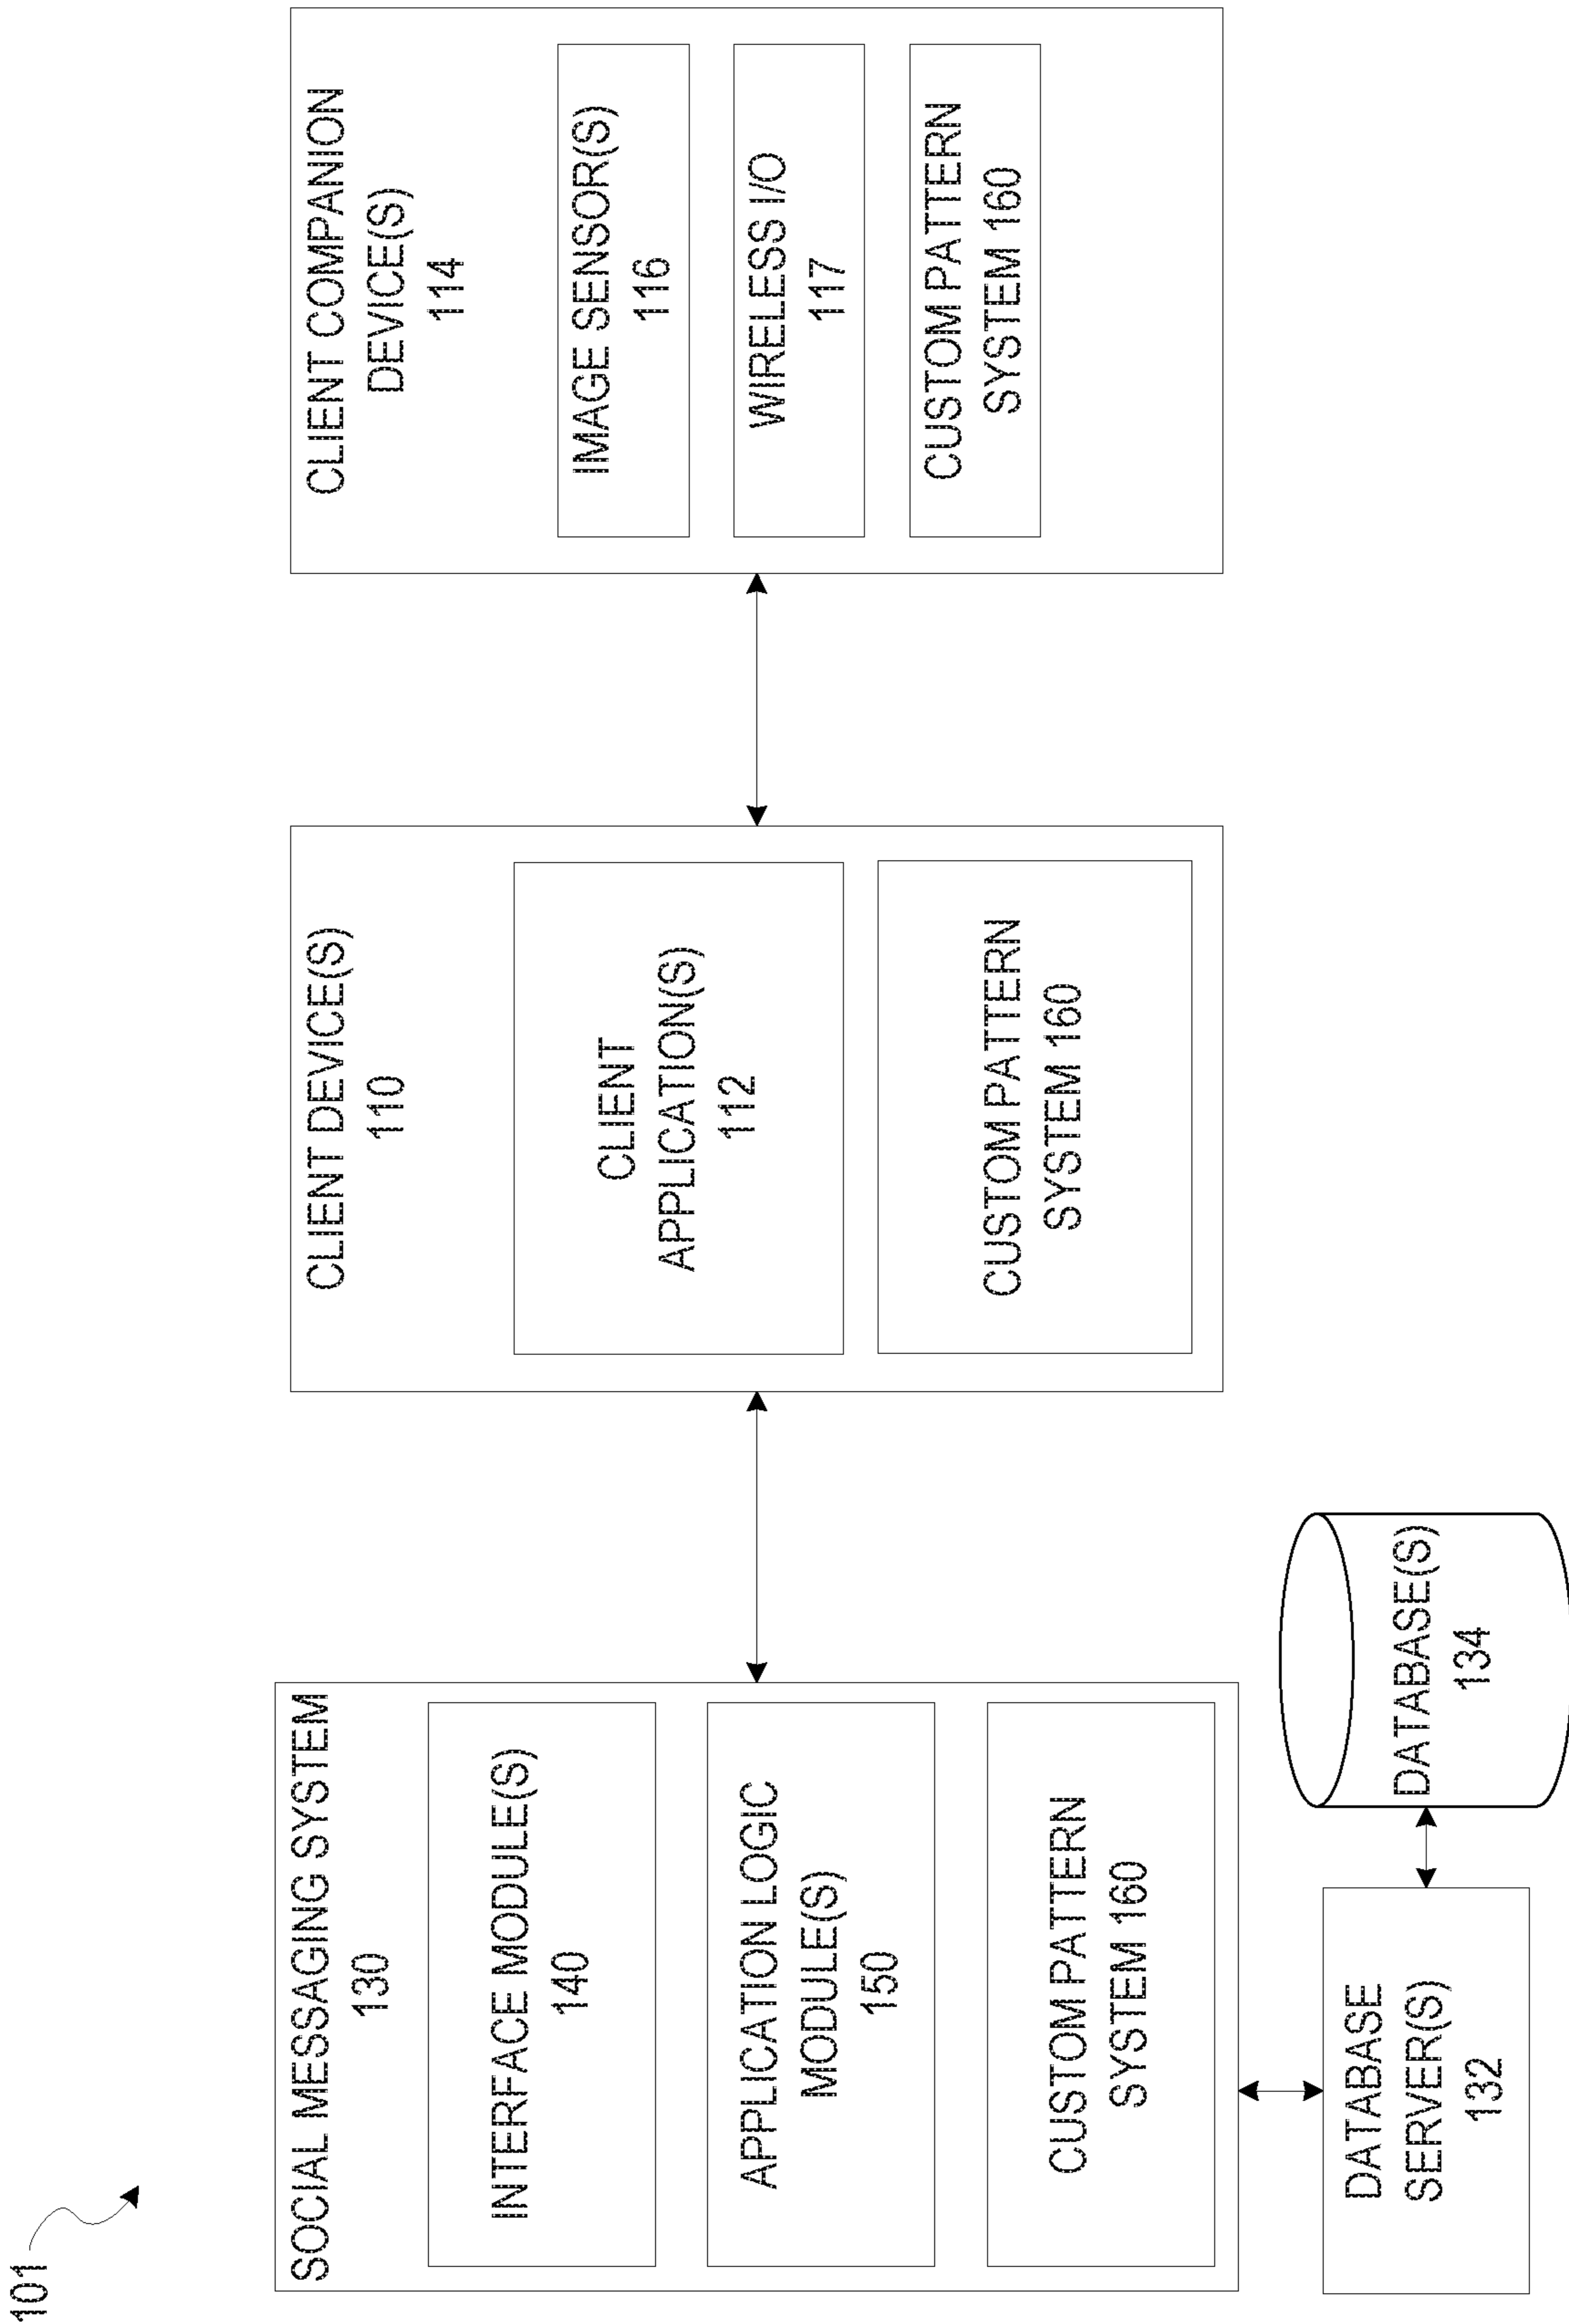 101
SOCIAL MESSAGING SYSTEM
130
INTERFACE MODULE(S)
140
APPLICATION LOGIC
MODULE(S)
150
CUSTOM PATTERN
SYSTEM 160
DATABASE
SERVER(S)
132
DATABASE(S)
134
CLIENT DEVICE(S)
110
CLIENT
APPLICATION(S)
112
CUSTOM PATTERN
SYSTEM 160
CLIENT COMPANION
DEVICE(S)
114
IMAGE SENSOR(S)
116
WIRELESS I/O
117
CUSTOM PATTERN
SYSTEM 160